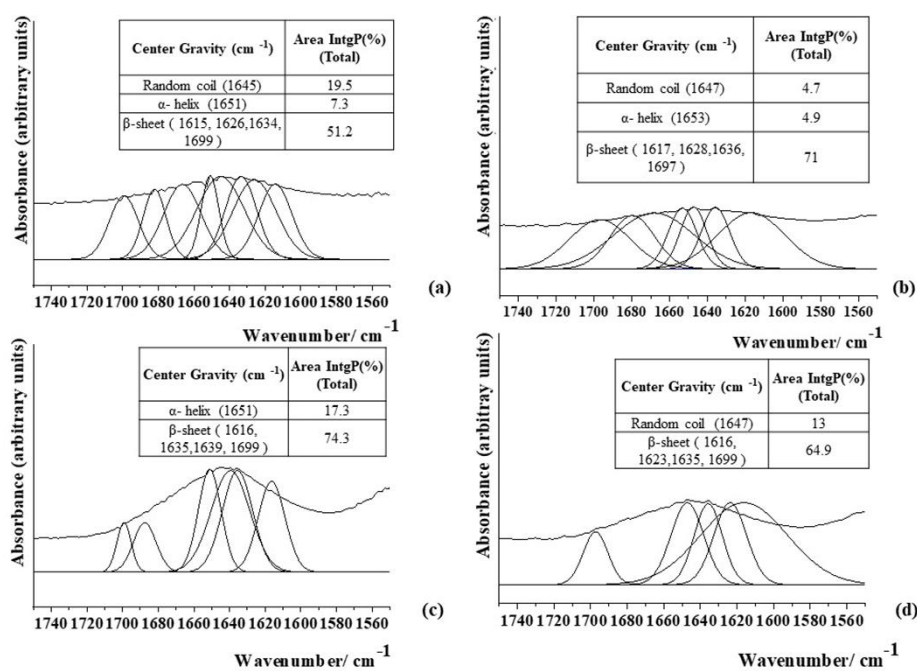 Absorbance (arbitrary units)
Center Gravity (cm -1)
Area IntgP(%)
(Total)
Random coil (1645)
19.5
α- helix (1651)
7.3
β-sheet ( 1615, 1626,1634,
1699)
51.2
1740 1720 1700 1680 1660 1640 1620 1600 1580 1560
(a)
Wavenumber/ cm-1
Absorbance (arbitray units)
Center Gravity (cm -1)
Area IntgP(%)
(Total)
Random coil (1647)
4.7
α- helix (1653)
4.9
β-sheet ( 1617, 1628,1636,
1697)
71
1740 1720 1700 1680 1660 1640 1620 1600 1580 1560
(b)
Wavenumber/ cm-1
Absorbance (arbitrary units)
Center Gravity (cm -1)
Area IntgP(%)
(Total)
α- helix (1651)
17.3
β-sheet ( 1616,
1635,1639, 1699)
74.3
1740 1720 1700 1680 1660 1640 1620 1600 1580 1560
(c)
Wavenumber/ cm-1
Absorbance (arbitrary units)
Center Gravity (cm -1)
Area IntgP(%)
(Total)
Random coil (1647)
13
β-sheet ( 1616,
1623,1635, 1699 )
64.9
1740 1720 1700 1680 1660 1640 1620 1600 1580 1560
(d)
Wavenumber/ cm-1